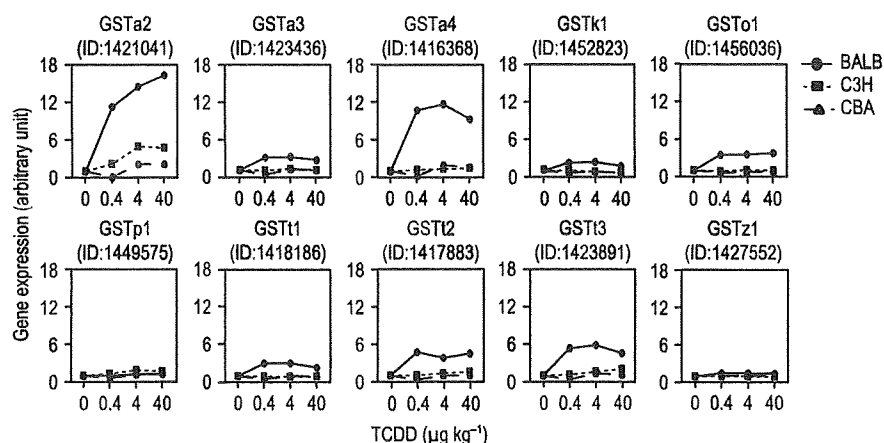 GSTa2
(ID:1421041)
GSTa3
(ID:1423436)
GSTa4
(ID:1416368)
GSTk1
(ID:1452823)
GSTo1
(ID:1456036)
BALB
C3H
CBA
18
12
6
0
18
12
6
0
18
12
6
0
18
12
6
0
18
12
6
0
0 0.4 4 40
0 0.4 4 40
0 0.4 4 40
0 0.4 4 40
0 0.4 4 40
Gene expression (arbitrary unit)
GSTp1
(ID:1449575)
GSTt1
(ID:1418186)
GSTt2
(ID:1417883)
GSTt3
(ID:1423891)
GSTz1
(ID:1427552)
18
12
6
0
18
12
6
0
18
12
6
0
18
12
6
0
18
12
6
0
0 0.4 4 40
0 0.4 4 40
0 0.4 4 40
0 0.4 4 40
0 0.4 4 40
TCDD (µg kg⁻¹)